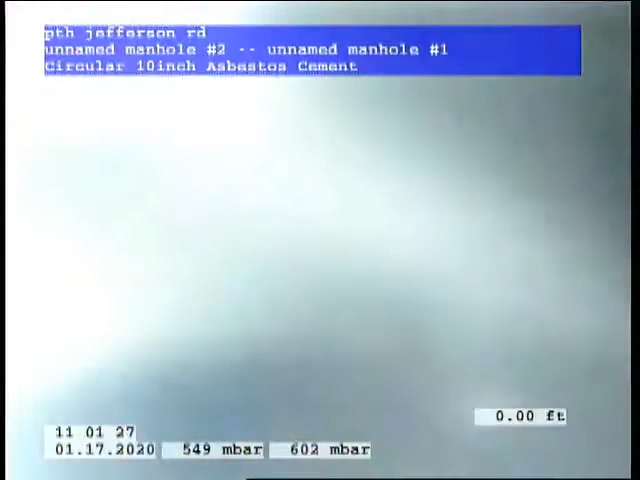 pth jefferson rd
unnamed manhole #2 -- unnamed manhole #1
Circular 10inch Asbestos Cement
0.00 ft
11 01 27
01.17.2020 549 mbar 602 mbar